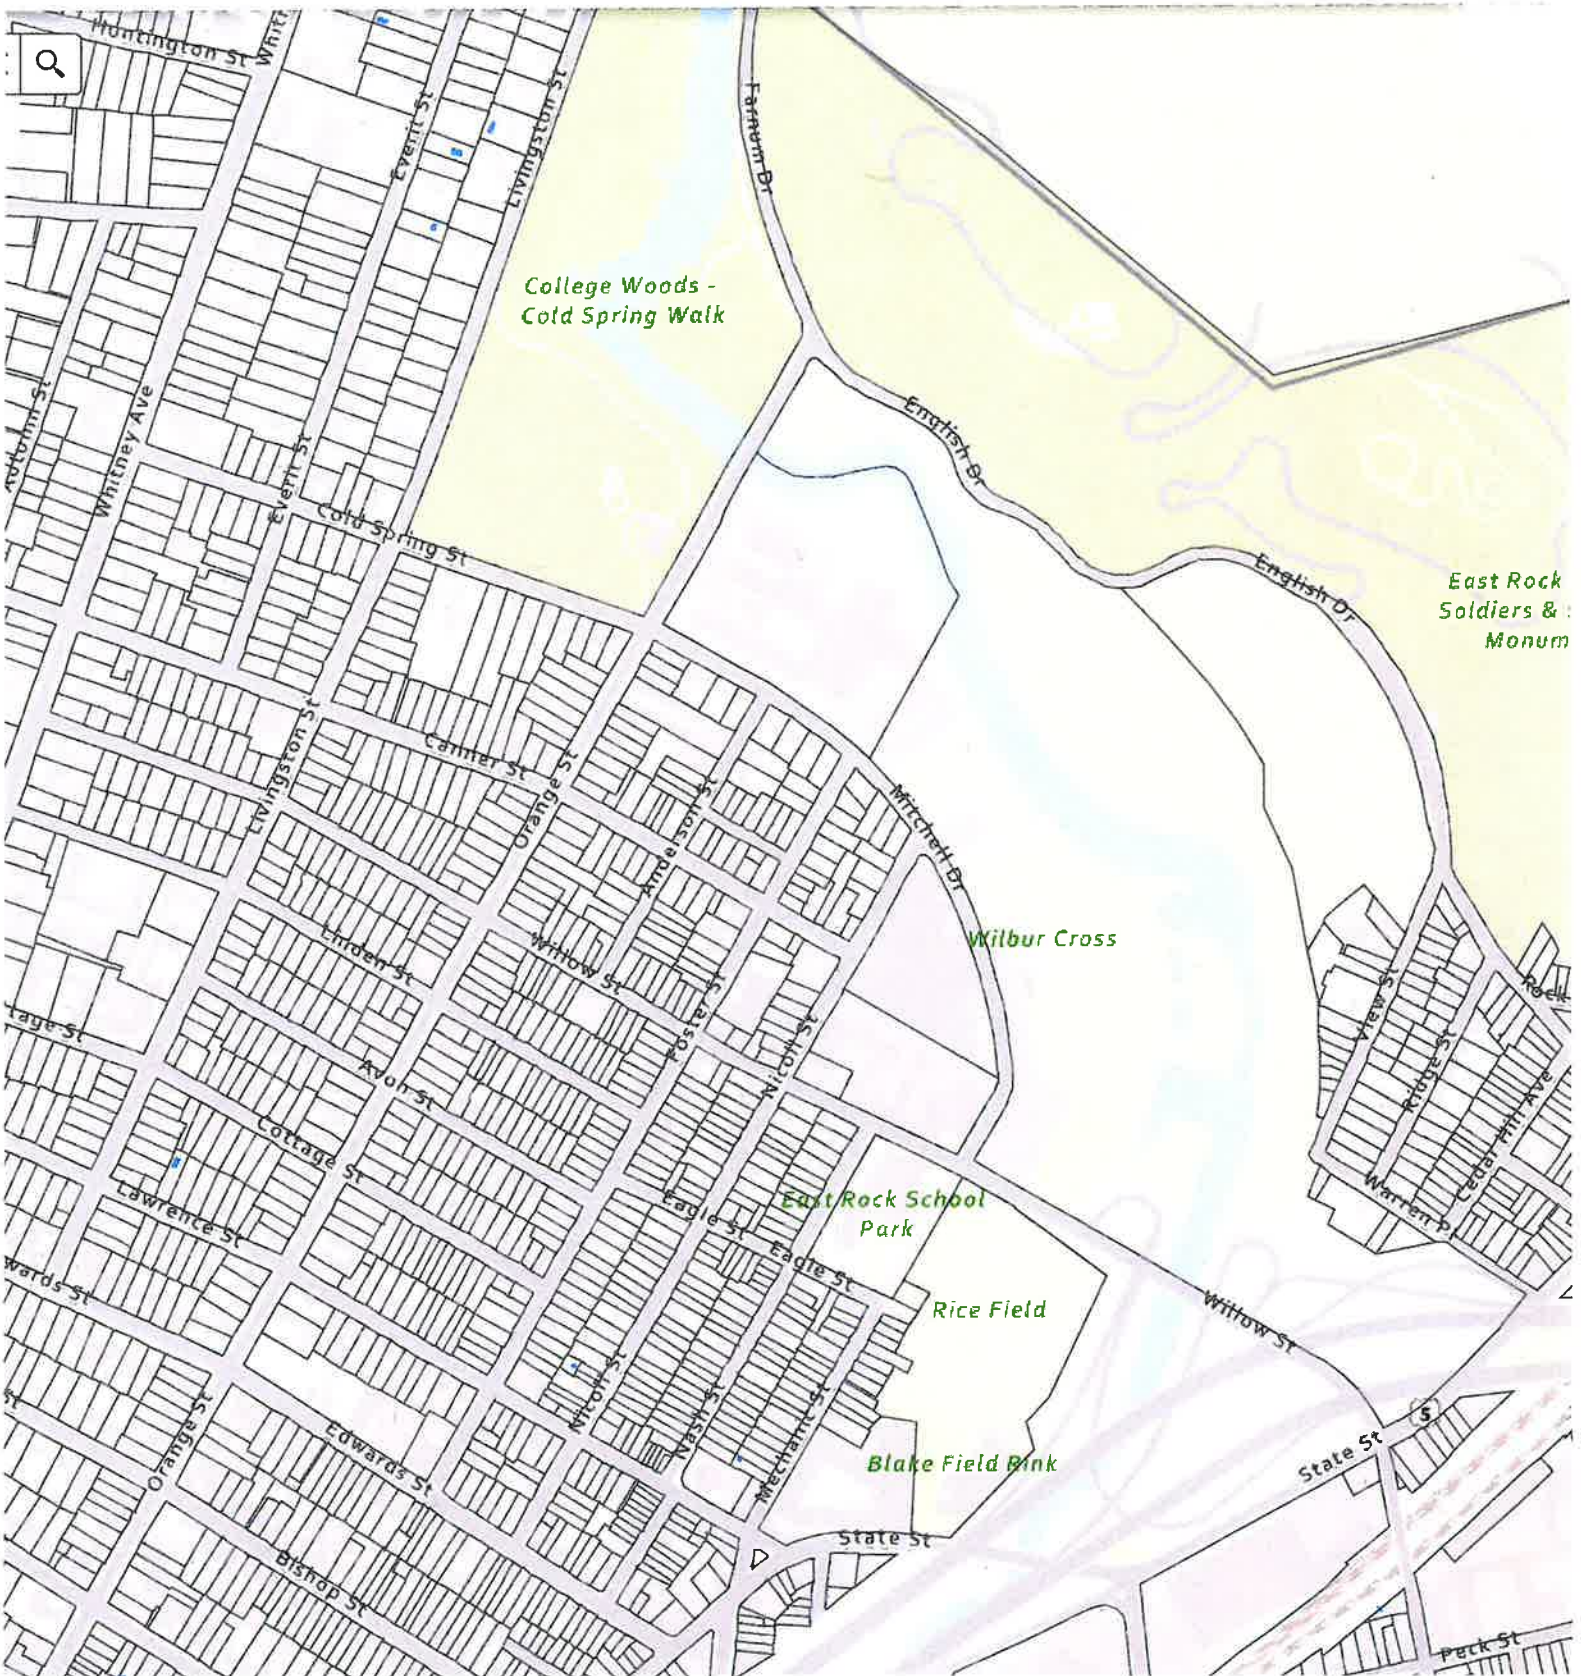 Huntington St
Everit St
Livingston St
Farnum Dr
College Woods -
Cold Spring Walk
English Dr
Whitney Ave
Everit St
Cold Spring St
English Dr
East Rock
Soldiers &
Monum
Livingston St
Canner St
Orange St
Anderson St
Mitchell Dr
Wilbur Cross
Linden St
Willow St
Foster St
Nicoll St
View St
Ridge St
Rock
Cedar Hill Ave
Avon St
Cottage St
Lawrence St
Eagle St
East Rock School
Park
Eagle St
Warren Pl
wards St
Rice Field
Willow St
Orange St
Edwards St
Nicoll St
Nash St
Mechanic St
Blake Field Rink
5
State St
State St
Bishop St
Peck St